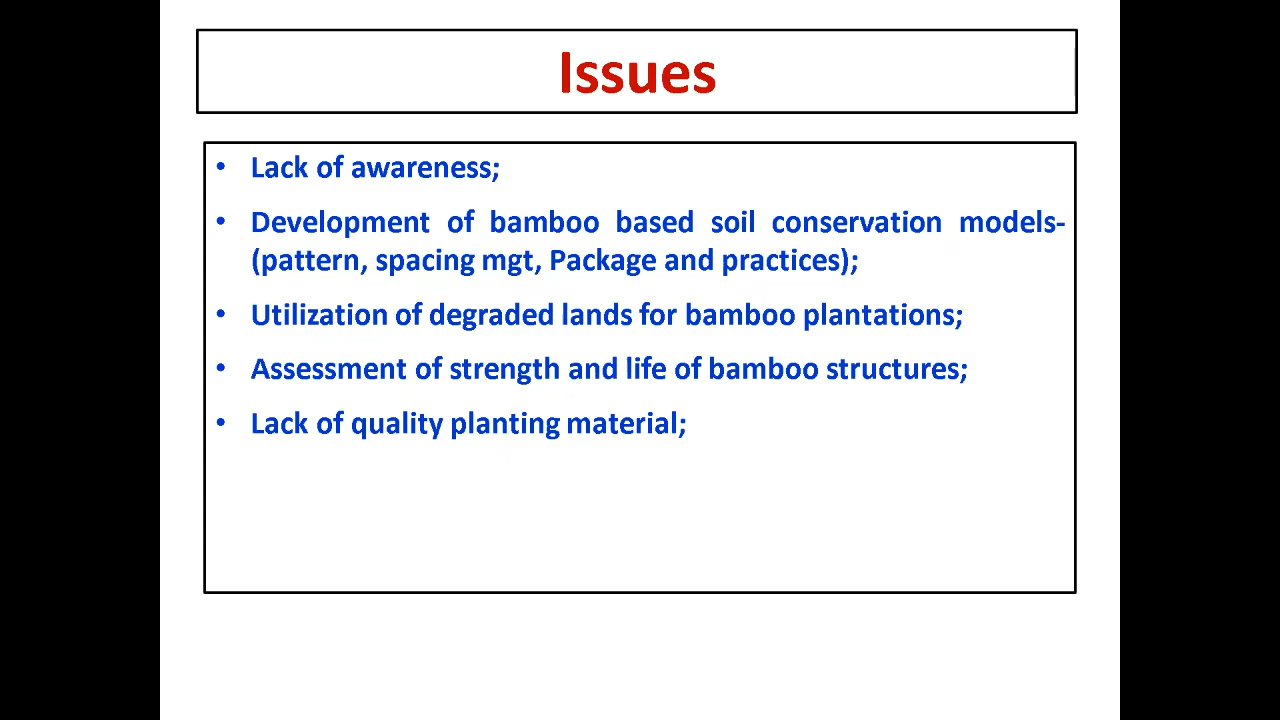 Issues
• Lack of awareness;
• Development of bamboo based soil conservation models-
(pattern, spacing mgt, Package and practices);
• Utilization of degraded lands for bamboo plantations;
• Assessment of strength and life of bamboo structures;
• Lack of quality planting material;